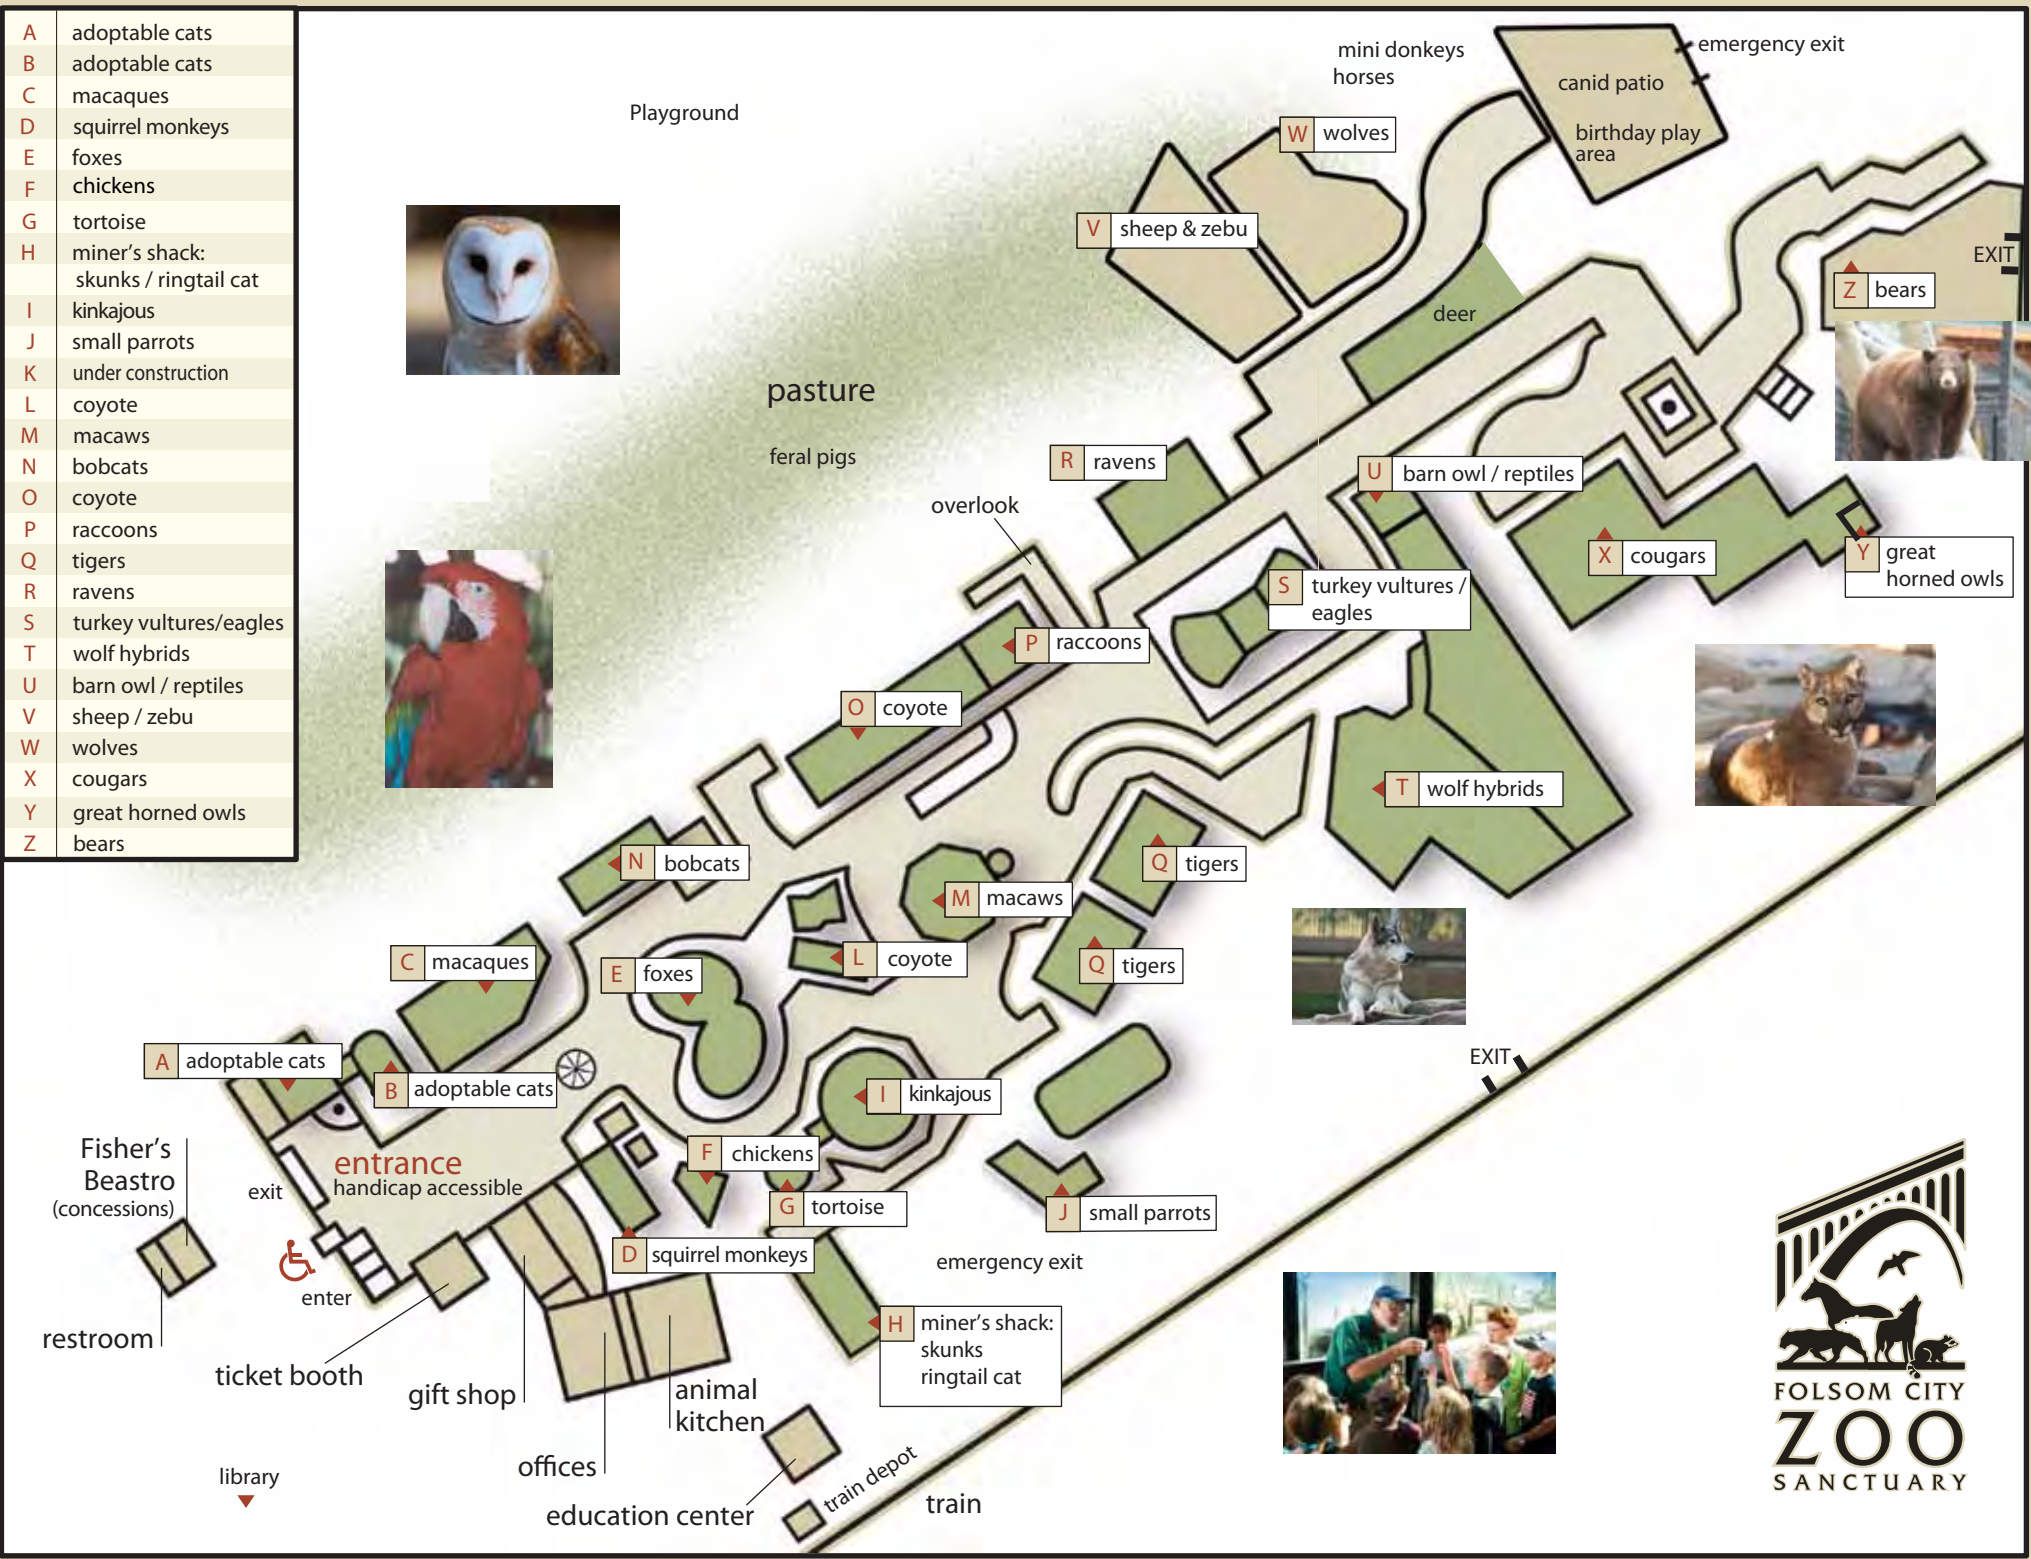 A adoptable cats
B adoptable cats
C macaques
D squirrel monkeys
E foxes
F chickens
G tortoise
H miner's shack:
skunks / ringtail cat
I kinkajous
J small parrots
K under construction
L coyote
M macaws
N bobcats
O coyote
P raccoons
Q tigers
R ravens
S turkey vultures/eagles
T wolf hybrids
U barn owl / reptiles
V sheep / zebu
W wolves
X cougars
Y great horned owls
Z bears
Playground
mini donkeys
horses
emergency exit
canid patio
birthday play
area
W wolves
V sheep & zebu
EXIT
Z bears
deer
pasture
feral pigs
R ravens
U barn owl / reptiles
overlook
X cougars
Y great
horned owls
S turkey vultures /
eagles
P raccoons
O coyote
T wolf hybrids
N bobcats
Q tigers
M macaws
C macaques
E foxes
L coyote
Q tigers
A adoptable cats
B adoptable cats
EXIT
I kinkajous
Fisher's
Beastro
(concessions)
entrance
handicap accessible
exit
F chickens
G tortoise
J small parrots
D squirrel monkeys
emergency exit
enter
restroom
ticket booth
gift shop
H miner's shack:
skunks
ringtail cat
animal
kitchen
offices
library
education center
train depot
train
FOLSOM CITY
ZOO
SANCTUARY